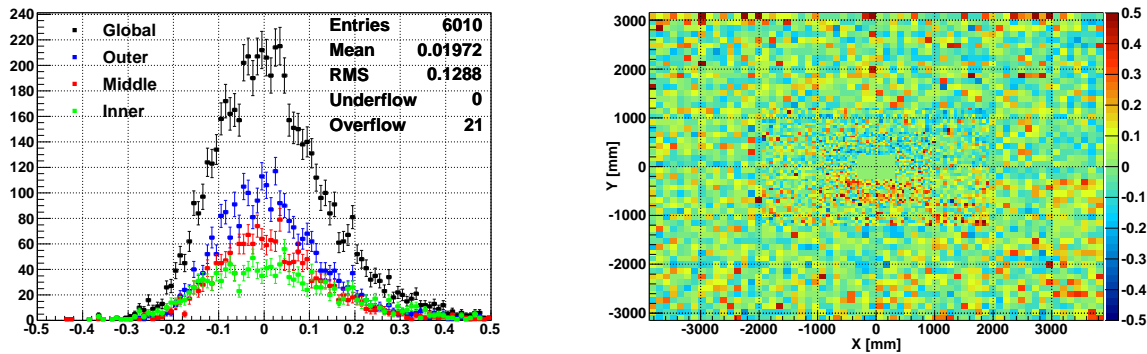 240
220
200
180
160
140
120
100
80
60
40
20
0
-0.5 -0.4 -0.3 -0.2 -0.1 0 0.1 0.2 0.3 0.4 0.5
Global
Outer
Middle
Inner
Entries 6010
Mean 0.01972
RMS 0.1288
Underflow 0
Overflow 21
Y [mm]
3000
2000
1000
0
-1000
-2000
-3000
-3000 -2000 -1000 0 1000 2000 3000
X [mm]
0.5
0.4
0.3
0.2
0.1
0
-0.1
-0.2
-0.3
-0.4
-0.5